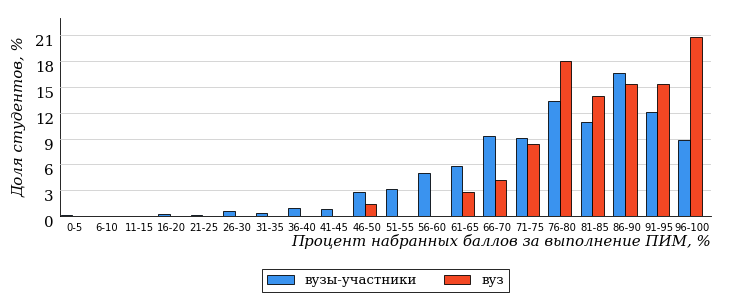 Доля студентов, %
21
18
15
12
9
6
3
0
0-5 6-10 11-15 16-20 21-25 26-30 31-35 36-40 41-45 46-50 51-55 56-60 61-65 66-70 71-75 76-80 81-85 86-90 91-95 96-100
Процент набранных баллов за выполнение ПИМ, %
вузы-участники вуз